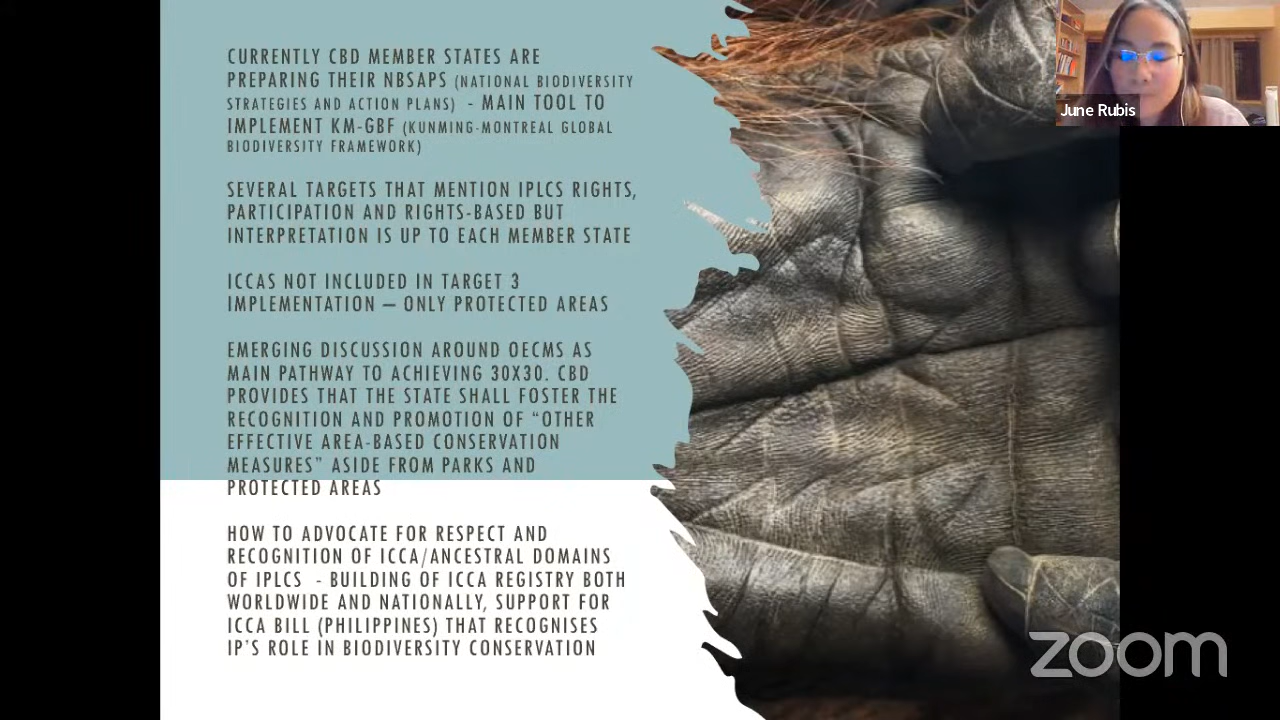 CURRENTLY CBD MEMBER STATES ARE
PREPARING THEIR NBSAPS (NATIONAL BIODIVERSITY
STRATEGIES AND ACTION PLANS) - MAIN TOOL TO
IMPLEMENT KM-GBF (KUNMING-MONTREAL GLOBAL
BIODIVERSITY FRAMEWORK)
SEVERAL TARGETS THAT MENTION IPLCS RIGHTS,
PARTICIPATION AND RIGHTS-BASED BUT
INTERPRETATION IS UP TO EACH MEMBER STATE
ICCAS NOT INCLUDED IN TARGET 3
IMPLEMENTATION – ONLY PROTECTED AREAS
EMERGING DISCUSSION AROUND OECMS AS
MAIN PATHWAY TO ACHIEVING 30X30. CBD
PROVIDES THAT THE STATE SHALL FOSTER THE
RECOGNITION AND PROMOTION OF “OTHER
EFFECTIVE AREA-BASED CONSERVATION
MEASURES” ASIDE FROM PARKS AND
PROTECTED AREAS
HOW TO ADVOCATE FOR RESPECT AND
RECOGNITION OF ICCA/ANCESTRAL DOMAINS
OF IPLCS - BUILDING OF ICCA REGISTRY BOTH
WORLDWIDE AND NATIONALLY, SUPPORT FOR
ICCA BILL (PHILIPPINES) THAT RECOGNISES
IP’S ROLE IN BIODIVERSITY CONSERVATION
June Rubis
zoom